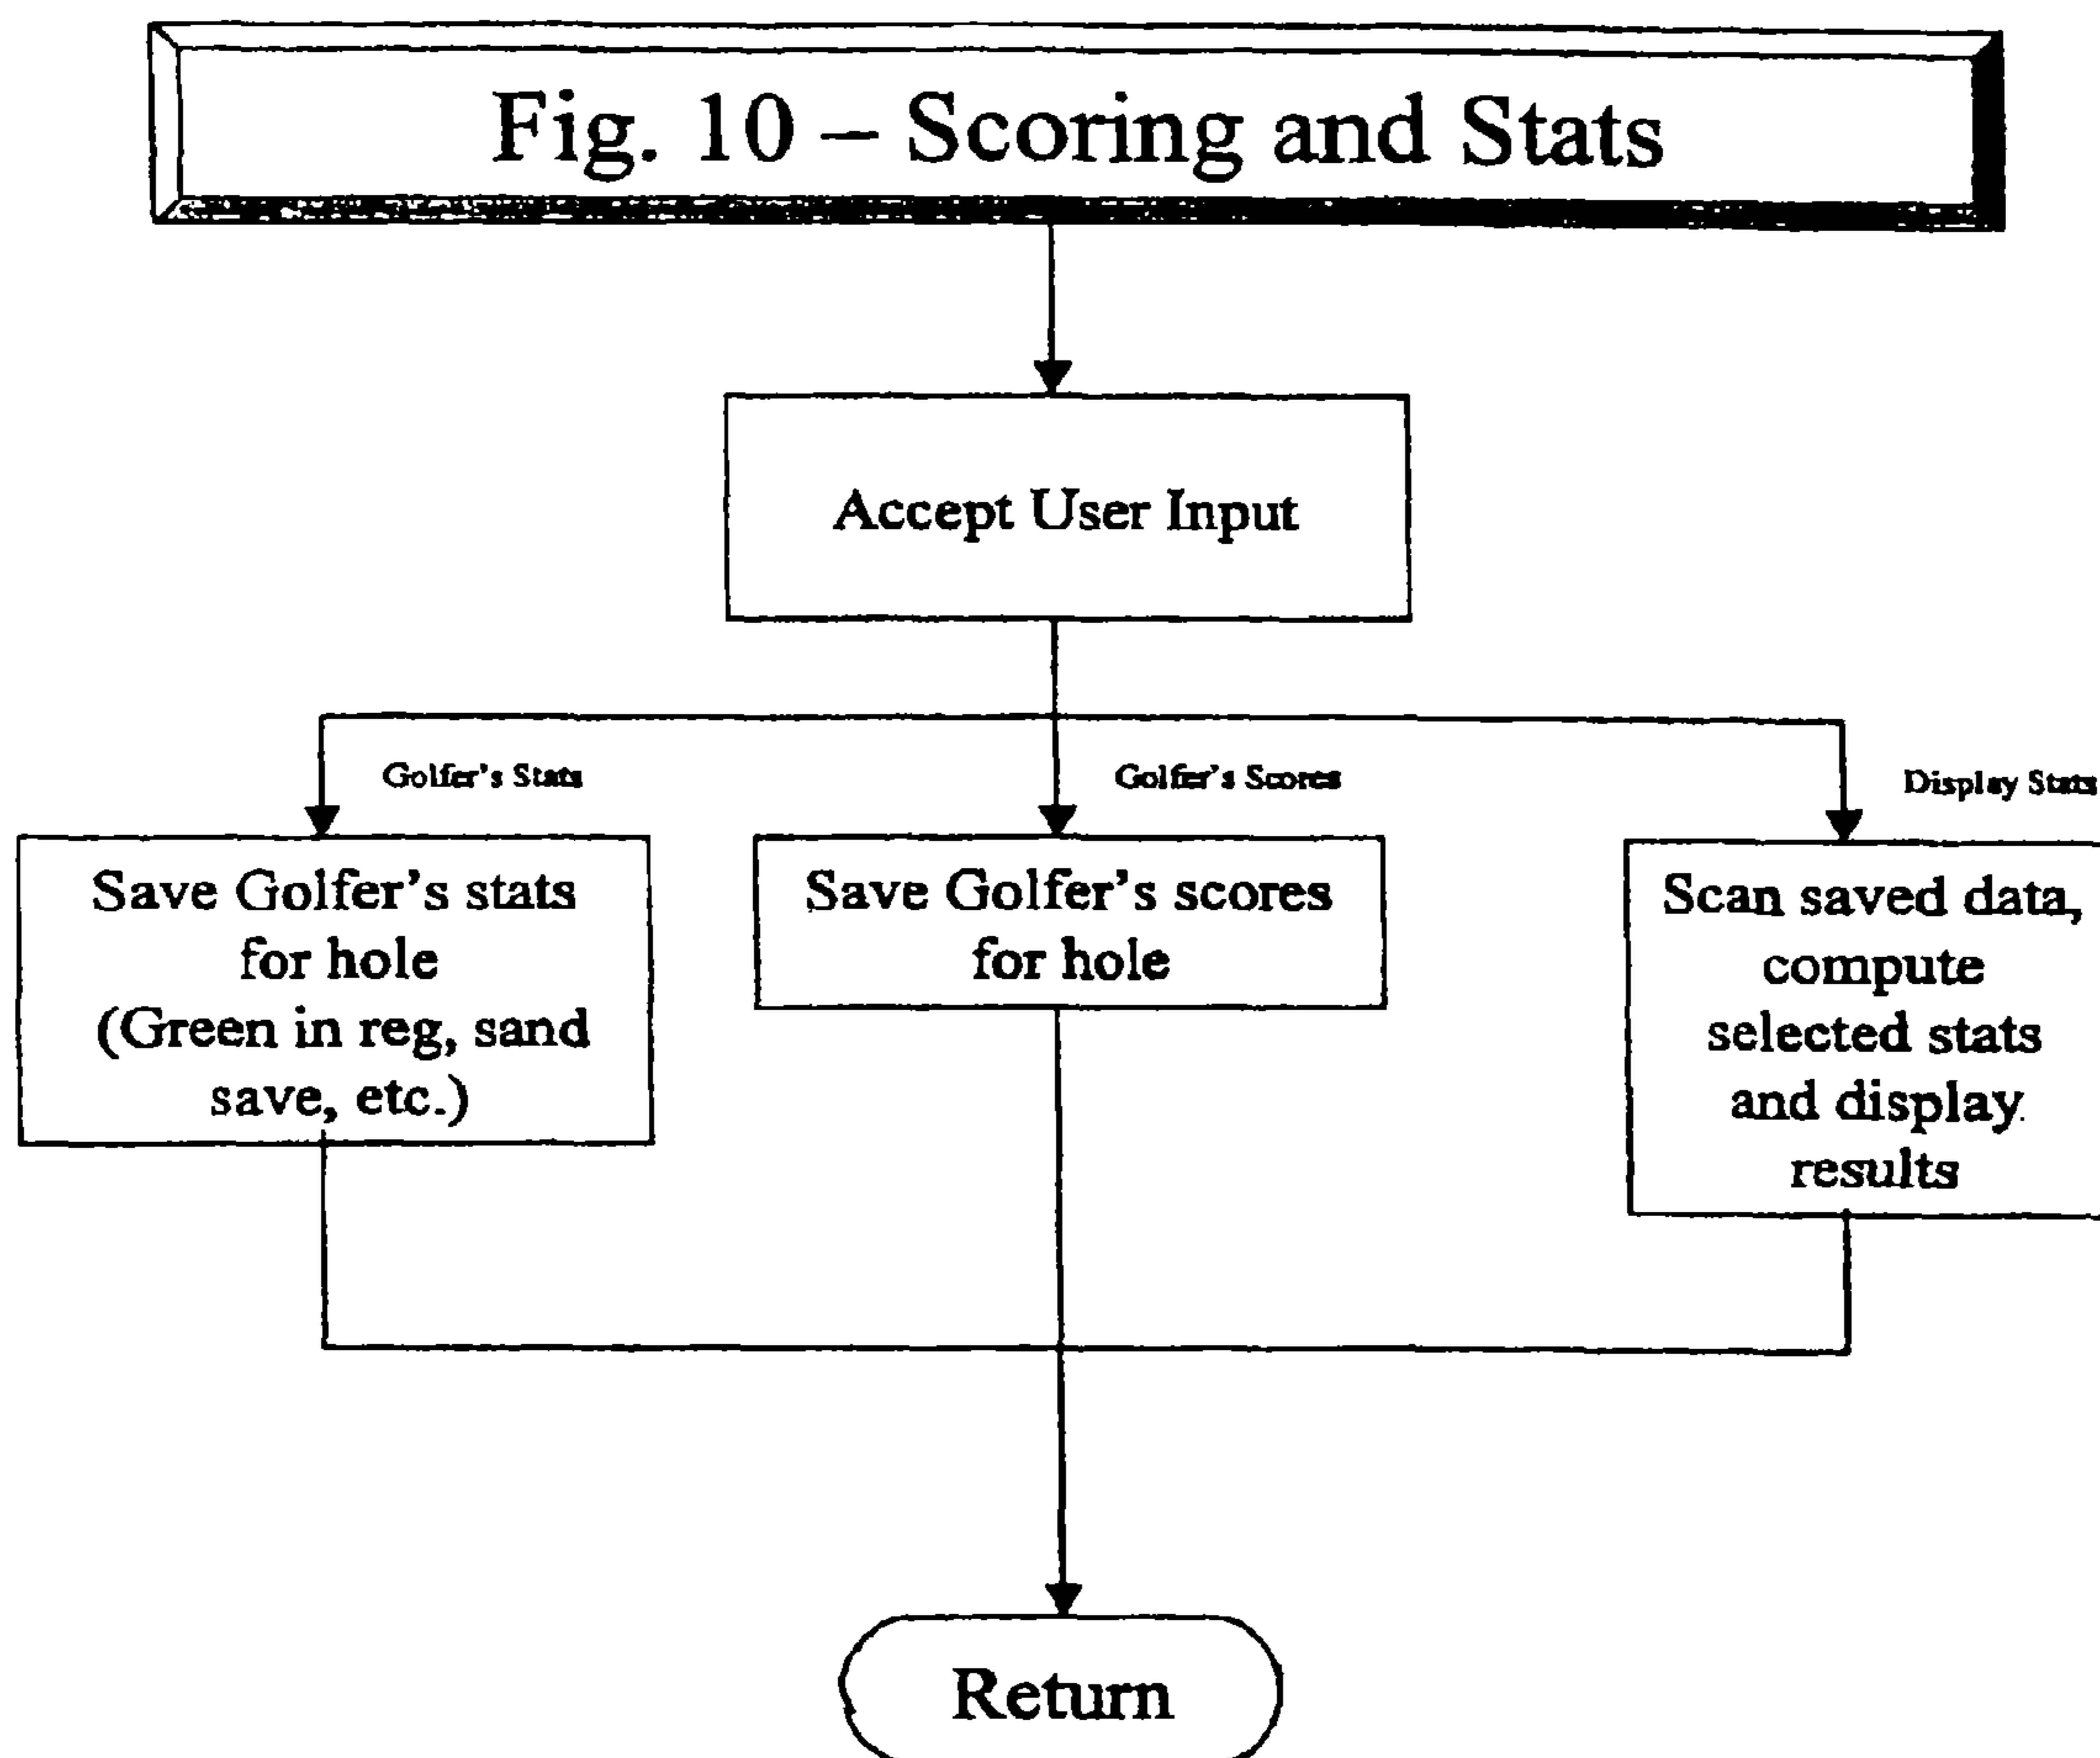 Fig. 10 – Scoring and Stats
Accept User Input
Golfer's Stats
Golfer's Scores
Display Stats
Save Golfer's stats
for hole
(Green in reg, sand
save, etc.)
Save Golfer's scores
for hole
Scan saved data,
compute
selected stats
and display
results
Return